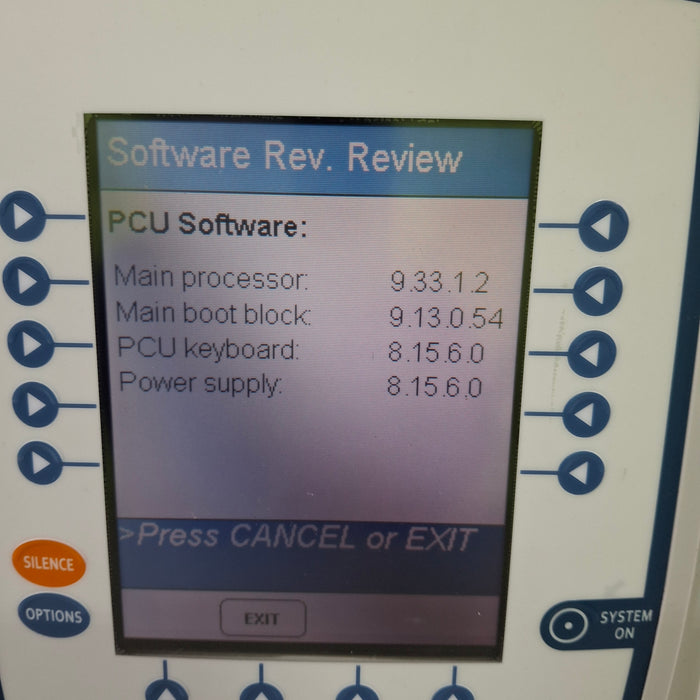 Software Rev. Review
PCU Software:
Main processor: 9.33.1.2
Main boot block: 9.13.0.54
PCU keyboard: 8.15.6.0
Power supply: 8.15.6.0
>Press CANCEL or EXIT
EXIT
SILENCE
OPTIONS
SYSTEM
ON